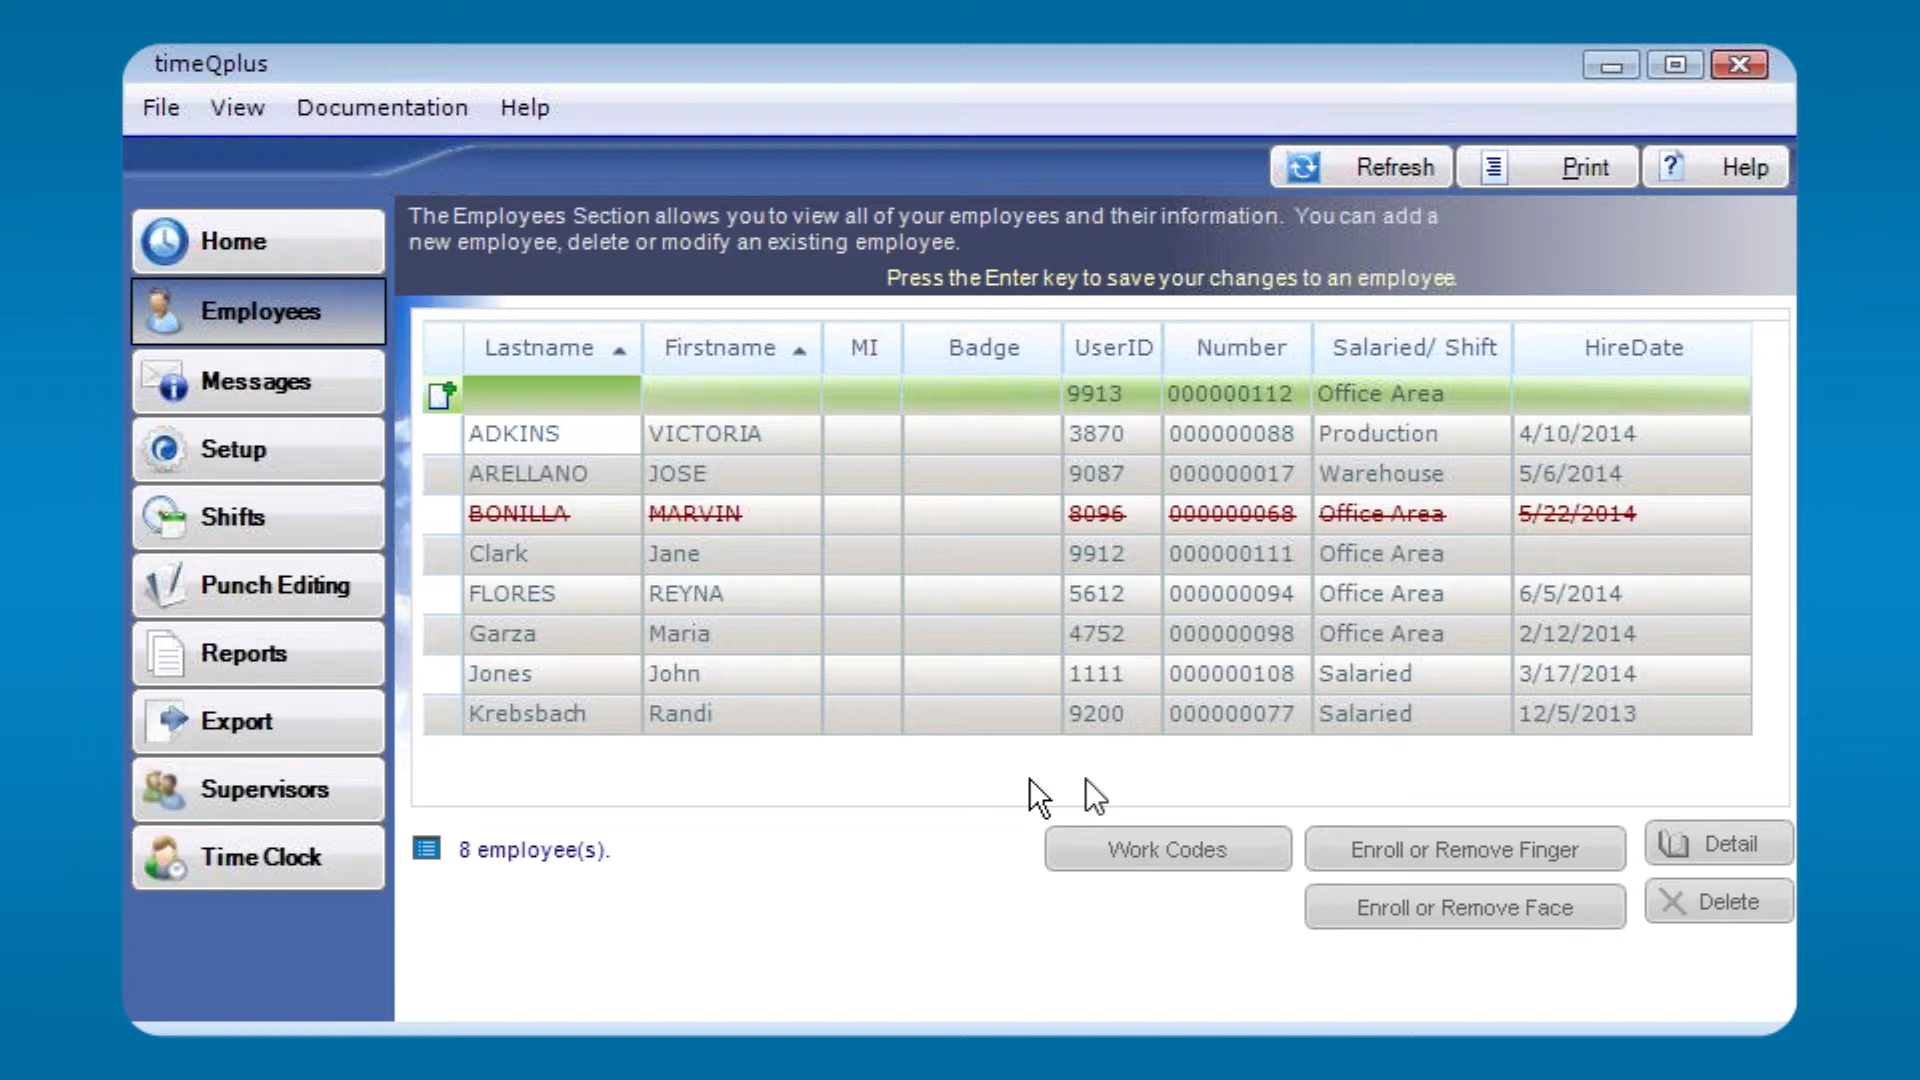 timeQplus
File View Documentation Help
Refresh Print Help
The Employees Section allows you to view all of your employees and their information. You can add a
new employee, delete or modify an existing employee.
Press the Enter key to save your changes to an employee.
Home
Employees
Messages
Setup
Shifts
Punch Editing
Reports
Export
Supervisors
Time Clock
Lastname Firstname MI Badge UserID Number Salaried/ Shift HireDate
9913 000000112 Office Area
ADKINS VICTORIA 3870 000000088 Production 4/10/2014
ARELLANO JOSE 9087 000000017 Warehouse 5/6/2014
BONILLA MARVIN 8096 000000068 Office Area 5/22/2014
Clark Jane 9912 000000111 Office Area
FLORES REYNA 5612 000000094 Office Area 6/5/2014
Garza Maria 4752 000000098 Office Area 2/12/2014
Jones John 1111 000000108 Salaried 3/17/2014
Krebsbach Randi 9200 000000077 Salaried 12/5/2013
8 employee(s).
Work Codes Enroll or Remove Finger Detail
Enroll or Remove Face Delete